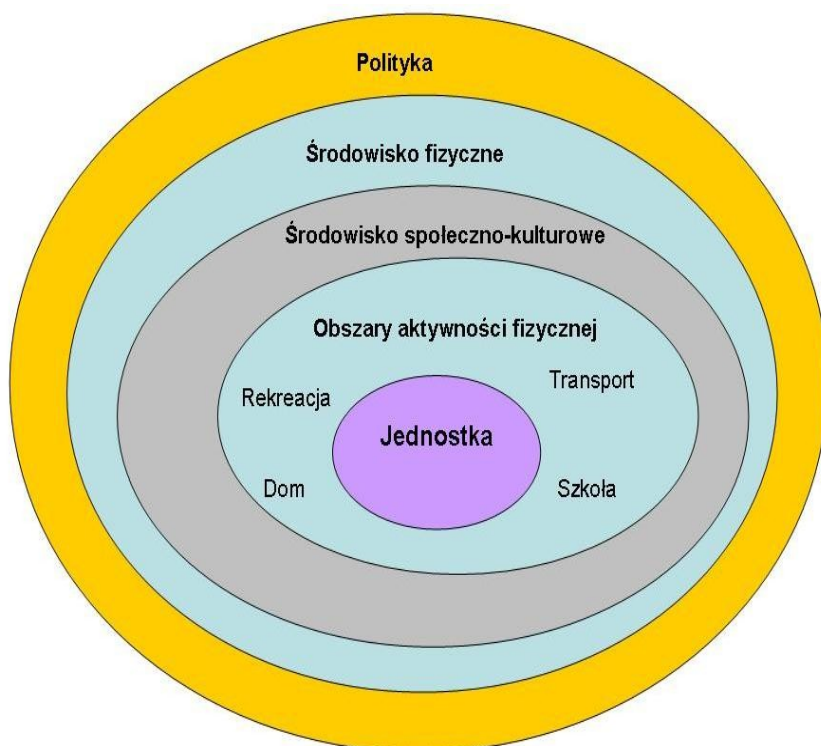 Polityka
Środowisko fizyczne
Środowisko społeczno-kulturowe
Obszary aktywności fizycznej
Transport
Rekreacja
Jednostka
Dom
Szkoła